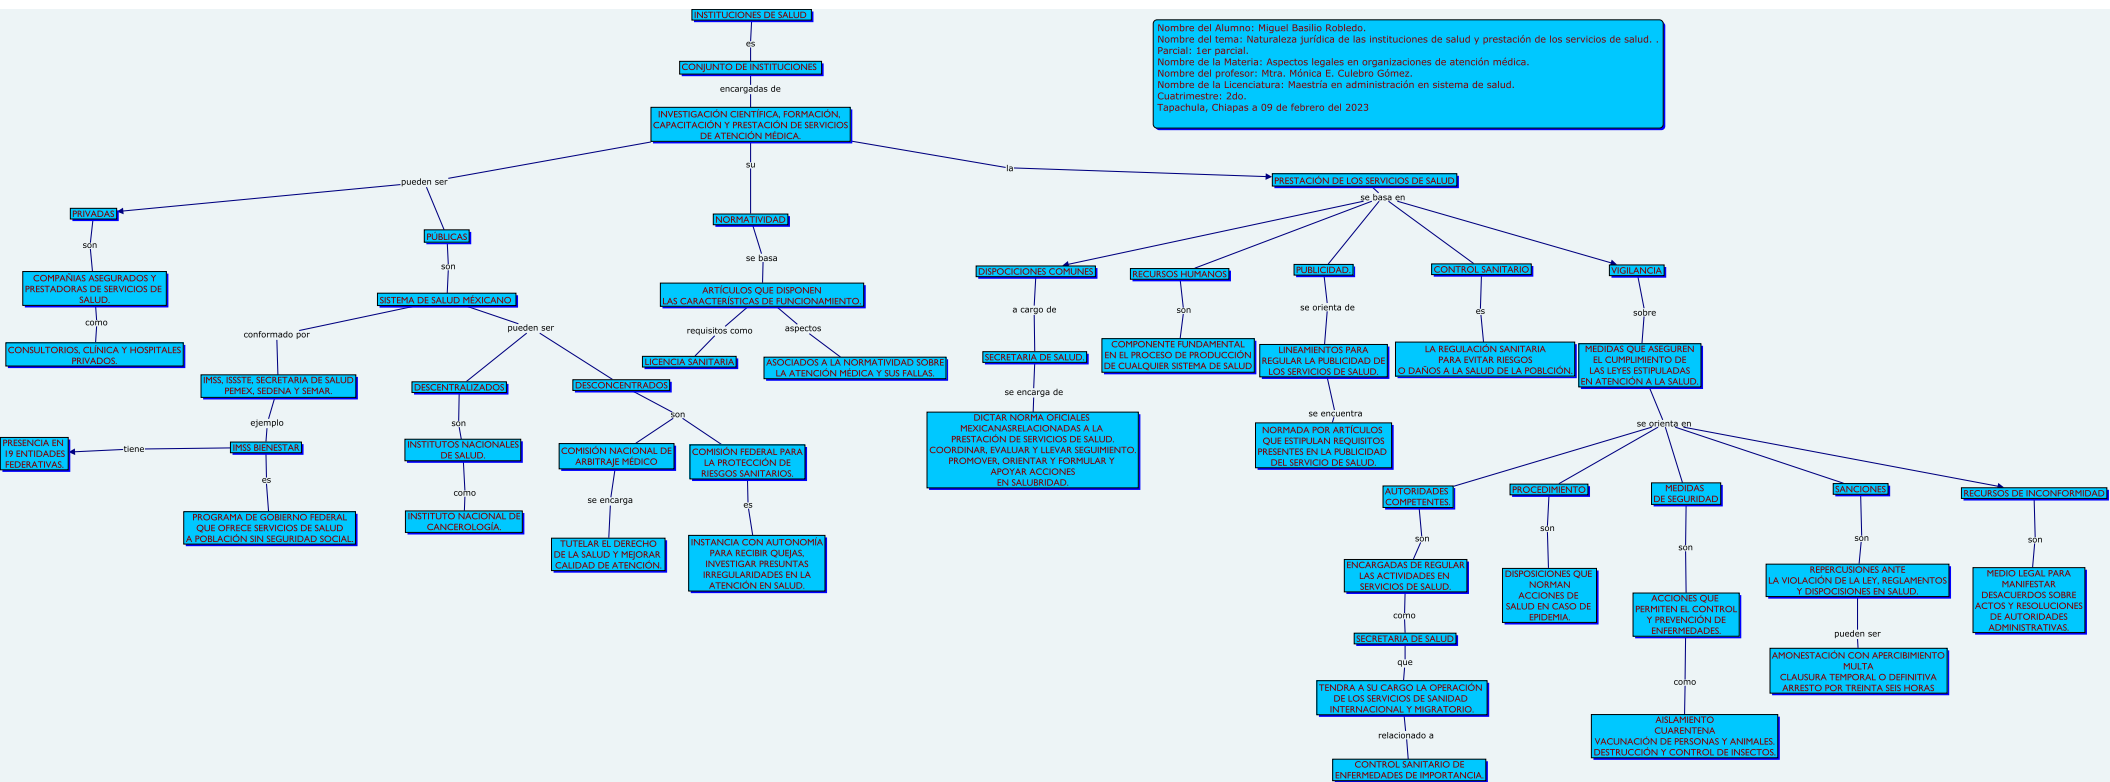 INSTITUCIONES DE SALUD
es
CONJUNTO DE INSTITUCIONES
encargadas de
INVESTIGACIÓN CIENTÍFICA, FORMACIÓN,
CAPACITACIÓN Y PRESTACIÓN DE SERVICIOS
DE ATENCIÓN MÉDICA.
Nombre del Alumno: Miguel Basilio Robledo.
Nombre del tema: Naturaleza jurídica de las instituciones de salud y prestación de los servicios de salud. .
Parcial: 1er parcial.
Nombre de la Materia: Aspectos legales en organizaciones de atención médica.
Nombre del profesor: Mtra. Mónica E. Culebro Gómez.
Nombre de la Licenciatura: Maestría en administración en sistema de salud.
Cuatrimestre: 2do.
Tapachula, Chiapas a 09 de febrero del 2023
pueden ser
PRIVADAS
son
COMPAÑIAS ASEGURADOS Y
PRESTADORAS DE SERVICIOS DE
SALUD.
como
CONSULTORIOS, CLÍNICA Y HOSPITALES
PRIVADOS.
PÚBLICAS
son
SISTEMA DE SALUD MÉXICANO
conformado por
IMSS, ISSSTE, SECRETARIA DE SALUD
PEMEX, SEDENA Y SEMAR.
ejemplo
IMSS BIENESTAR
tiene
PRESENCIA EN
19 ENTIDADES
FEDERATIVAS.
es
PROGRAMA DE GOBIERNO FEDERAL
QUE OFRECE SERVICIOS DE SALUD
A POBLACIÓN SIN SEGURIDAD SOCIAL.
pueden ser
DESCENTRALIZADOS
son
INSTITUTOS NACIONALES
DE SALUD.
como
INSTITUTO NACIONAL DE
CANCEROLOGÍA.
DESCONCENTRADOS
son
COMISIÓN NACIONAL DE
ARBITRAJE MÉDICO
se encarga
TUTELAR EL DERECHO
DE LA SALUD Y MEJORAR
CALIDAD DE ATENCIÓN.
COMISIÓN FEDERAL PARA
LA PROTECCIÓN DE
RIESGOS SANITARIOS.
es
INSTANCIA CON AUTONOMÍA
PARA RECIBIR QUEJAS,
INVESTIGAR PRESUNTAS
IRREGULARIDADES EN LA
ATENCIÓN EN SALUD.
su
NORMATIVIDAD
se basa
ARTÍCULOS QUE DISPONEN
LAS CARACTERÍSTICAS DE FUNCIONAMIENTO.
requisitos como
LICENCIA SANITARIA
aspectos
ASOCIADOS A LA NORMATIVIDAD SOBRE
LA ATENCIÓN MÉDICA Y SUS FALLAS.
la
PRESTACIÓN DE LOS SERVICIOS DE SALUD
se basa en
DISPOCICIONES COMUNES
a cargo de
SECRETARIA DE SALUD.
se encarga de
DICTAR NORMA OFICIALES
MEXICANASRELACIONADAS A LA
PRESTACIÓN DE SERVICIOS DE SALUD.
COORDINAR, EVALUAR Y LLEVAR SEGUIMIENTO.
PROMOVER, ORIENTAR Y FORMULAR Y
APOYAR ACCIONES
EN SALUBRIDAD.
RECURSOS HUMANOS
són
COMPONENTE FUNDAMENTAL
EN EL PROCESO DE PRODUCCIÓN
DE CUALQUIER SISTEMA DE SALUD
PUBLICIDAD.
se orienta de
LINEAMIENTOS PARA
REGULAR LA PUBLICIDAD DE
LOS SERVICIOS DE SALUD.
se encuentra
NORMADA POR ARTÍCULOS
QUE ESTIPULAN REQUISITOS
PRESENTES EN LA PUBLICIDAD
DEL SERVICIO DE SALUD.
CONTROL SANITARIO
es
LA REGULACIÓN SANITARIA
PARA EVITAR RIESGOS
O DAÑOS A LA SALUD DE LA POBLCIÓN.
VIGILANCIA
sobre
MEDIDAS QUE ASEGUREN
EL CUMPLIMIENTO DE
LAS LEYES ESTIPULADAS
EN ATENCIÓN A LA SALUD.
se orienta en
AUTORIDADES
COMPETENTES.
són
ENCARGADAS DE REGULAR
LAS ACTIVIDADES EN
SERVICIOS DE SALUD.
como
SECRETARIA DE SALUD
que
TENDRA A SU CARGO LA OPERACIÓN
DE LOS SERVICIOS DE SANIDAD
INTERNACIONAL Y MIGRATORIO.
relacionado a
CONTROL SANITARIO DE
ENFERMEDADES DE IMPORTANCIA.
PROCEDIMIENTO
són
DISPOSICIONES QUE
NORMAN
ACCIONES DE
SALUD EN CASO DE
EPIDEMIA.
MEDIDAS
DE SEGURIDAD
són
ACCIONES QUE
PERMITEN EL CONTROL
Y PREVENCIÓN DE
ENFERMEDADES.
como
AISLAMIENTO
CUARENTENA
VACUNACIÓN DE PERSONAS Y ANIMALES.
DESTRUCCIÓN Y CONTROL DE INSECTOS.
SANCIONES
són
REPERCUSIONES ANTE
LA VIOLACIÓN DE LA LEY, REGLAMENTOS
Y DISPOCISIONES EN SALUD.
pueden ser
AMONESTACIÓN CON APERCIBIMIENTO
MULTA
CLAUSURA TEMPORAL O DEFINITIVA
ARRESTO POR TREINTA SEIS HORAS
RECURSOS DE INCONFORMIDAD
són
MEDIO LEGAL PARA
MANIFESTAR
DESACUERDOS SOBRE
ACTOS Y RESOLUCIONES
DE AUTORIDADES
ADMINISTRATIVAS.